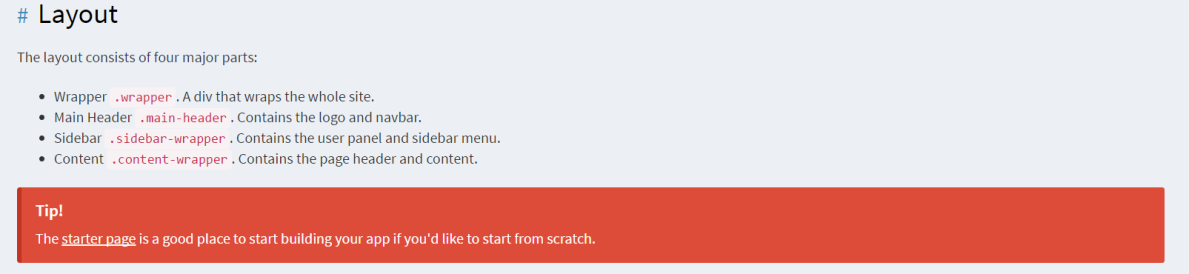 # Layout
The layout consists of four major parts:
• Wrapper .wrapper . A div that wraps the whole site.
• Main Header .main-header . Contains the logo and navbar.
• Sidebar .sidebar-wrapper . Contains the user panel and sidebar menu.
• Content .content-wrapper . Contains the page header and content.
Tip!
The starter page is a good place to start building your app if you'd like to start from scratch.